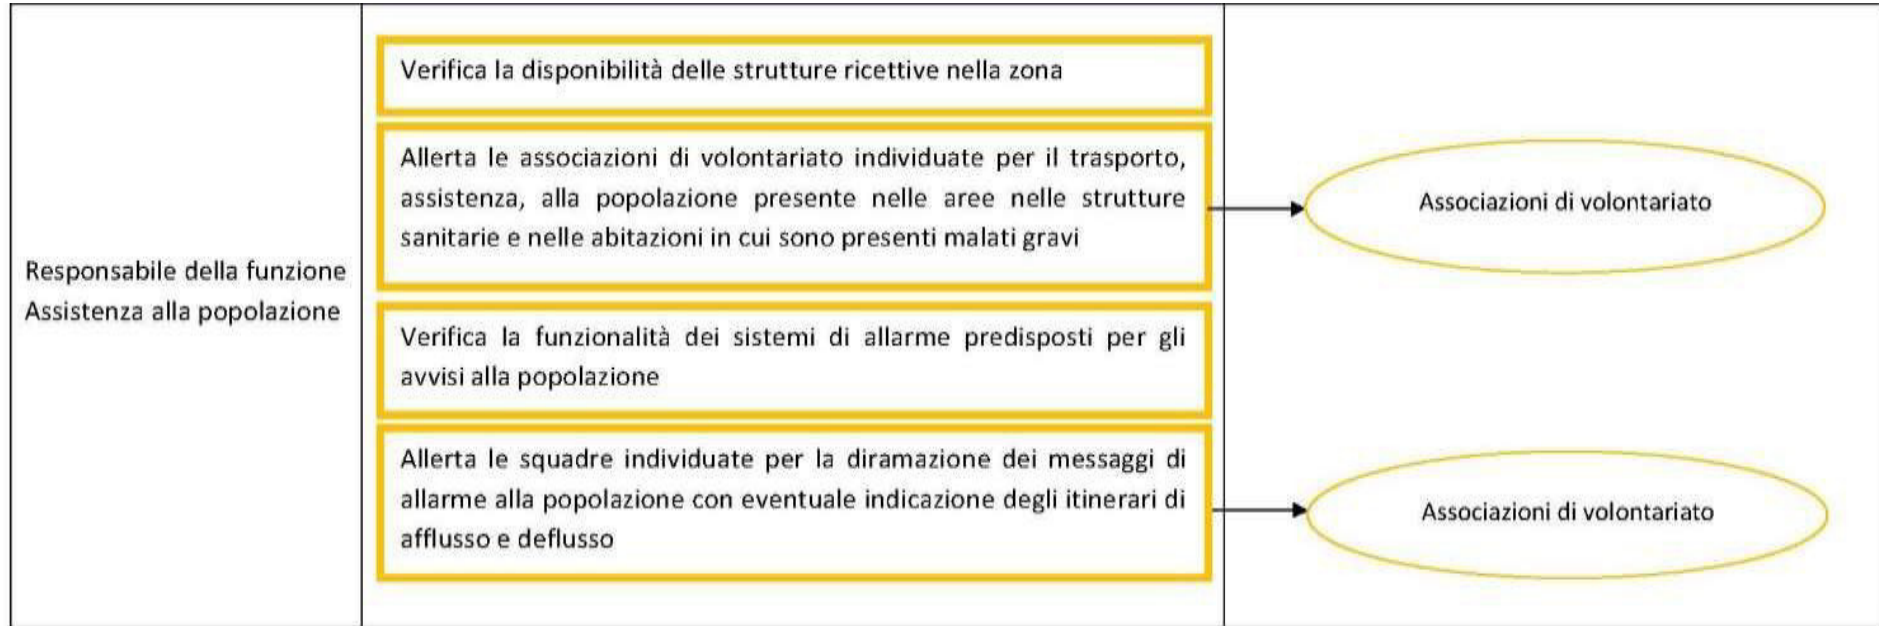 Responsabile della funzione
Assistenza alla popolazione
Verifica la disponibilità delle strutture ricettive nella zona
Allerta le associazioni di volontariato individuate per il trasporto,
assistenza, alla popolazione presente nelle aree nelle strutture
sanitarie e nelle abitazioni in cui sono presenti malati gravi
Associazioni di volontariato
Verifica la funzionalità dei sistemi di allarme predisposti per gli
avvisi alla popolazione
Allerta le squadre individuate per la diramazione dei messaggi di
allarme alla popolazione con eventuale indicazione degli itinerari di
afflusso e deflusso
Associazioni di volontariato